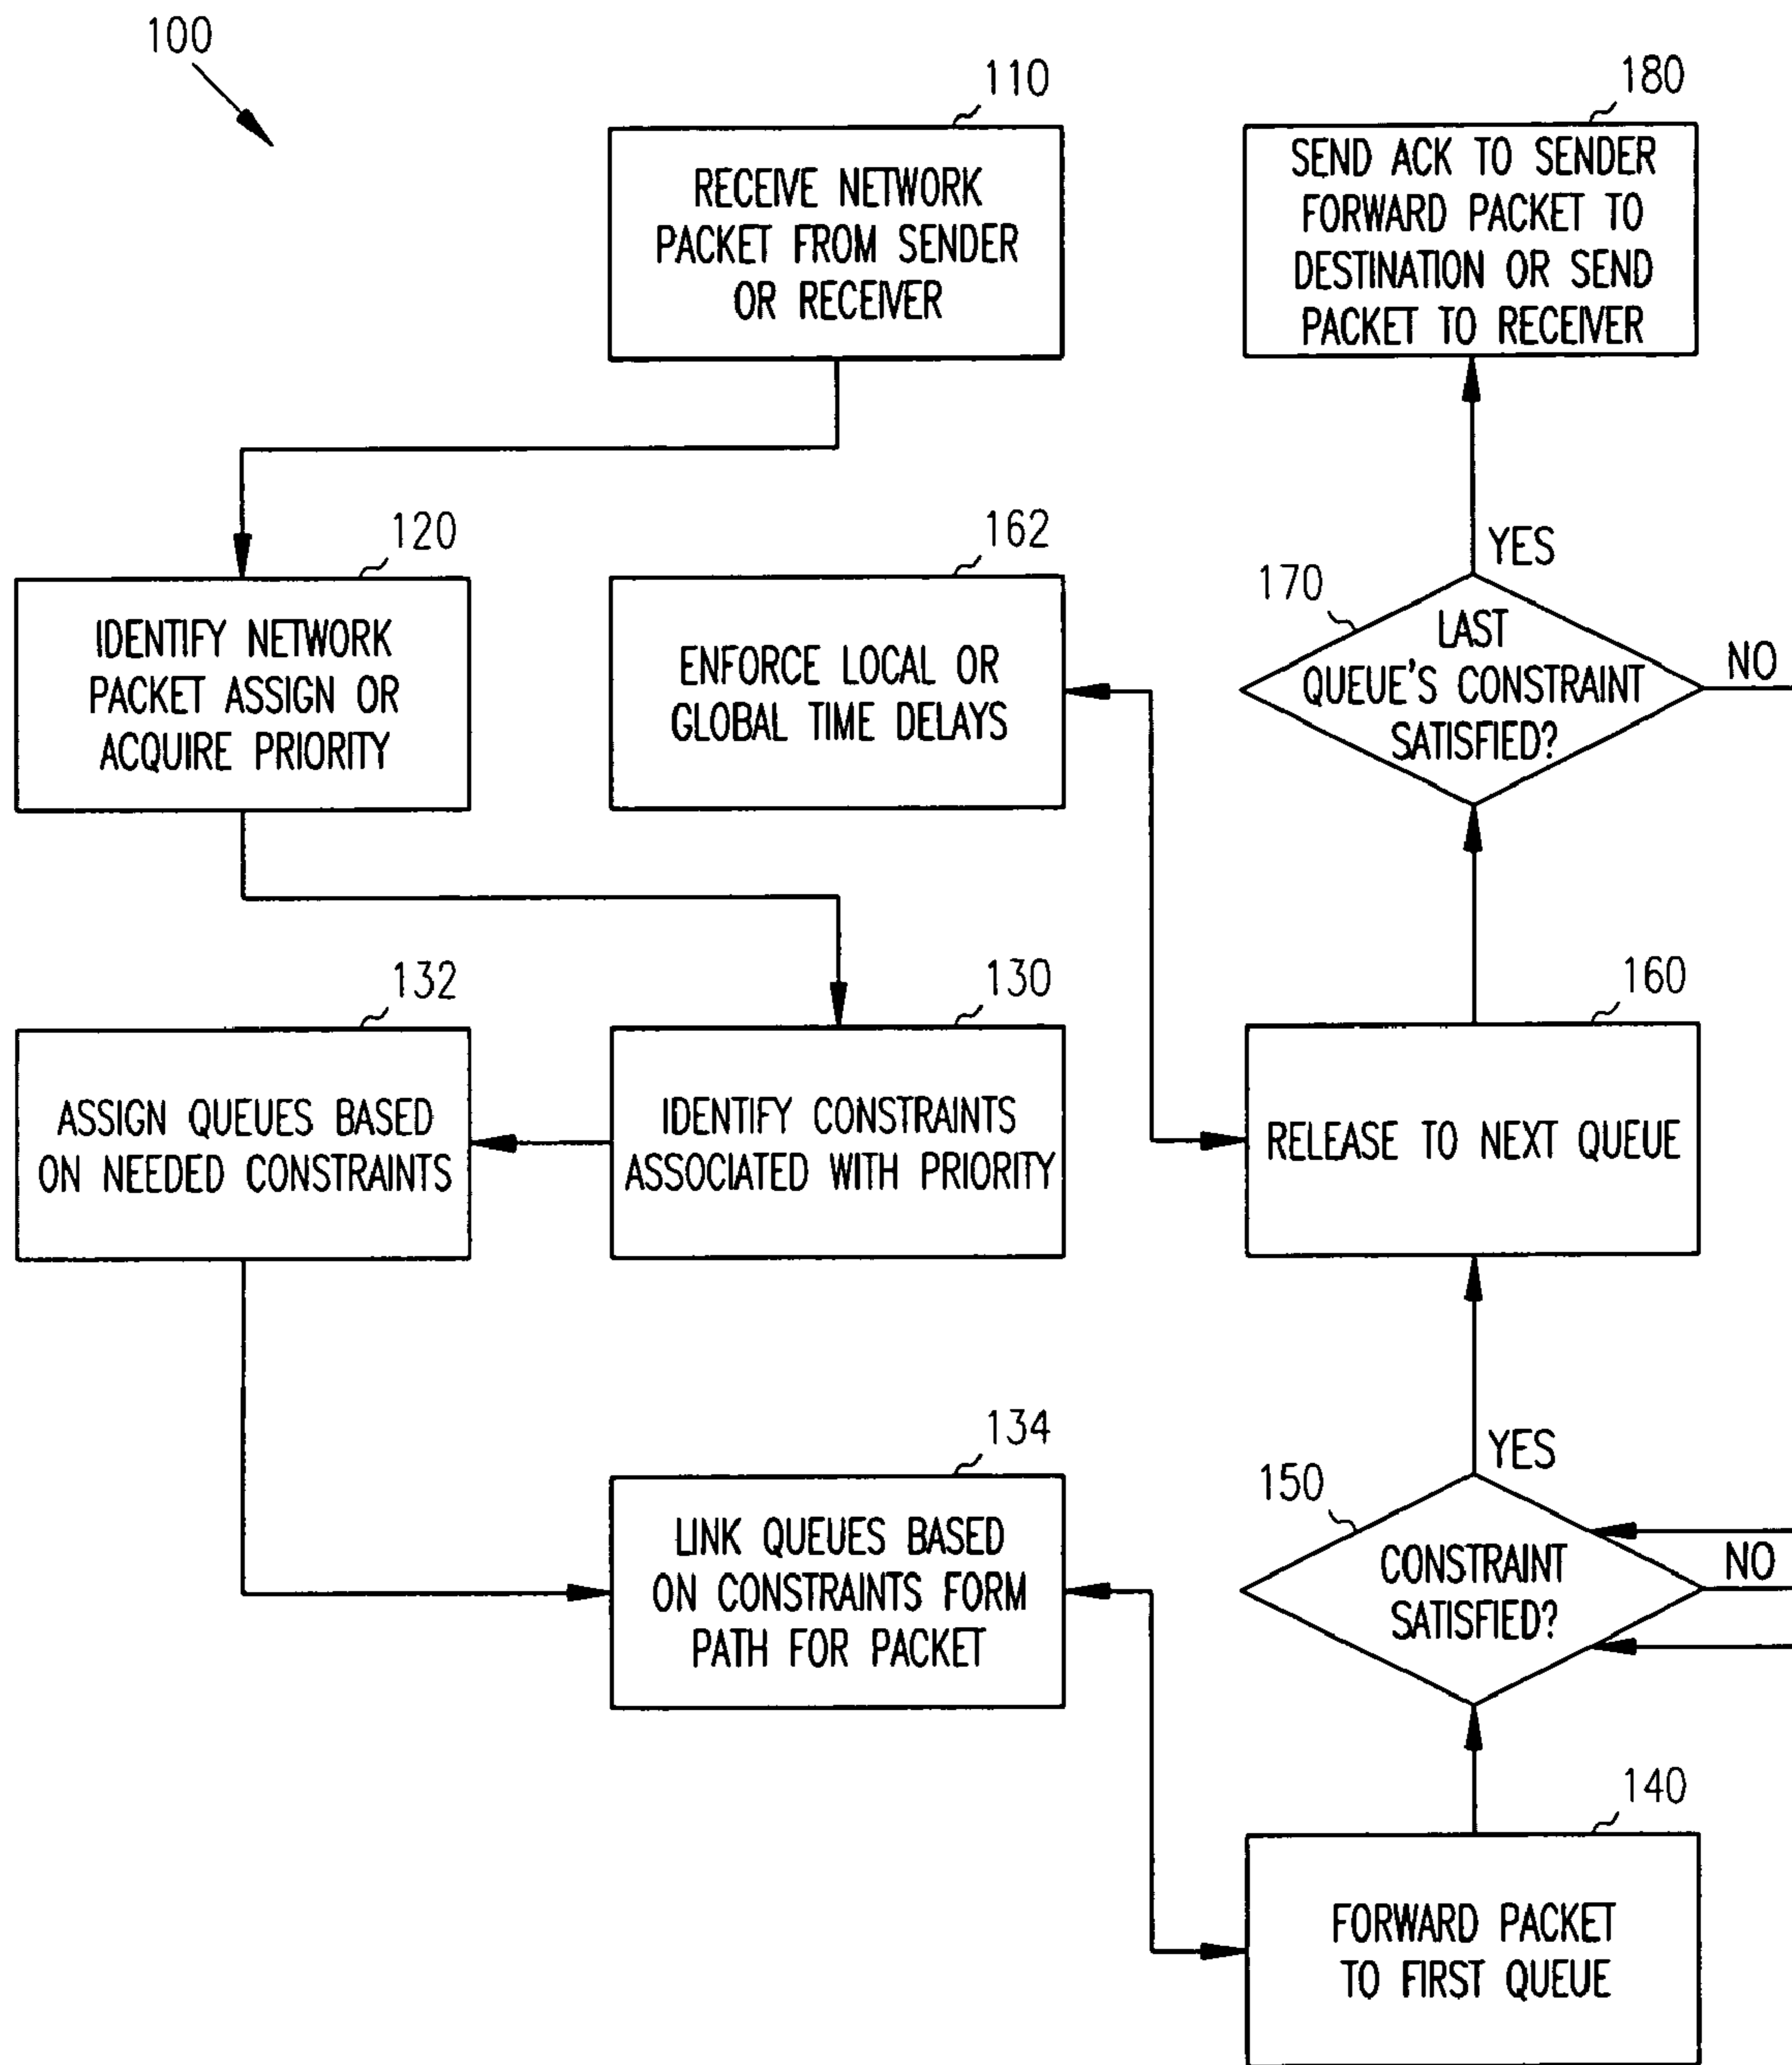 100
110
RECEIVE NETWORK
PACKET FROM SENDER
OR RECEIVER
180
SEND ACK TO SENDER
FORWARD PACKET TO
DESTINATION OR SEND
PACKET TO RECEIVER
120
IDENTIFY NETWORK
PACKET ASSIGN OR
ACQUIRE PRIORITY
162
ENFORCE LOCAL OR
GLOBAL TIME DELAYS
YES
170
LAST
QUEUE'S CONSTRAINT
SATISFIED?
NO
132
ASSIGN QUEUES BASED
ON NEEDED CONSTRAINTS
130
IDENTIFY CONSTRAINTS
ASSOCIATED WITH PRIORITY
160
RELEASE TO NEXT QUEUE
134
LINK QUEUES BASED
ON CONSTRAINTS FORM
PATH FOR PACKET
YES
150
CONSTRAINT
SATISFIED?
NO
140
FORWARD PACKET
TO FIRST QUEUE